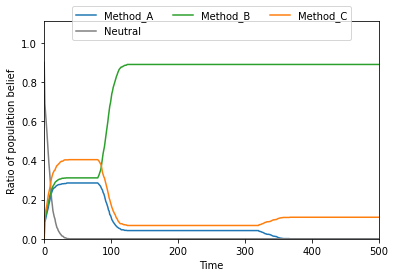 Method_A Method_B Method_C
Neutral
1.0
0.8
0.6
0.4
0.2
0.0
Ratio of population belief
0 100 200 300 400 500
Time